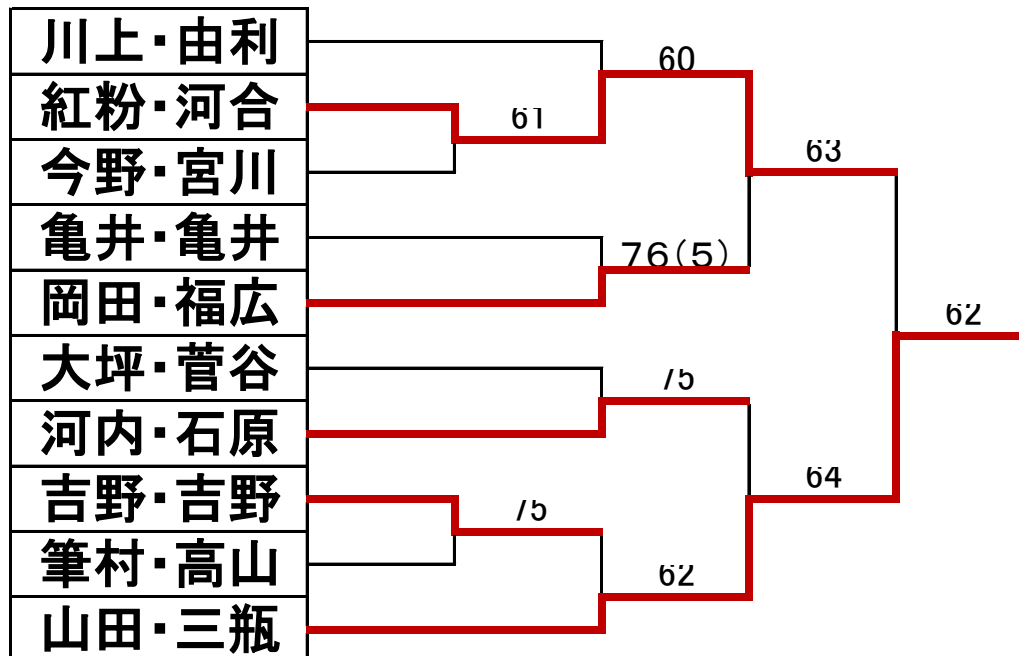 川上・由利
60
紅粉・河合
61
今野・宮川
63
亀井・亀井
76(5)
岡田・福広
62
大坪・菅谷
75
河内・石原
64
吉野・吉野
75
筆村・高山
62
山田・三瓶